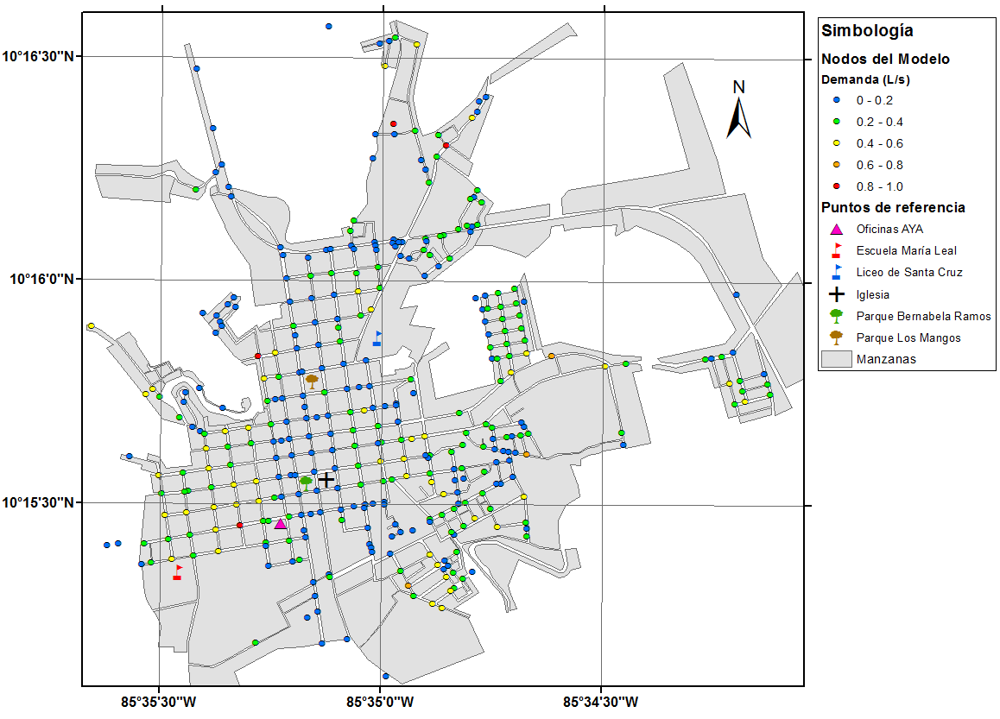 N
10°16'30"N
10°16'0"N
10°15'30"N
85°35'30"W
85°35'0"W
85°34'30"W
Simbología
Nodos del Modelo
Demanda (L/s)
0 - 0.2
0.2 - 0.4
0.4 - 0.6
0.6 - 0.8
0.8 - 1.0
Puntos de referencia
Oficinas AYA
Escuela María Leal
Liceo de Santa Cruz
Iglesia
Parque Bernabela Ramos
Parque Los Mangos
Manzanas